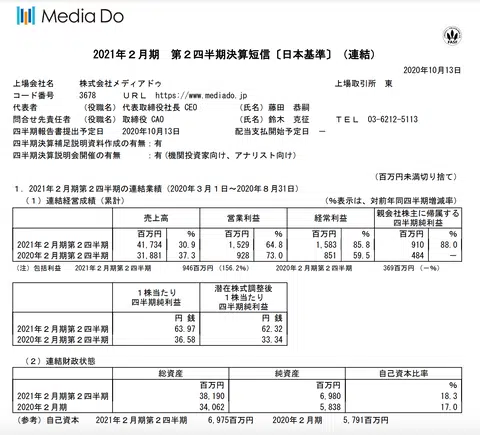 Media Do
FASF
2021年2月期 第2四半期決算短信〔日本基準〕（連結）
2020年10月13日
上場会社名 株式会社メディアドゥ 上場取引所 東
コード番号 3678 ＵＲＬ https://www.mediado.jp
代表者 （役職名）代表取締役社長 CEO （氏名）藤田 恭嗣
問合せ先責任者 （役職名）取締役 CAO （氏名）鈴木 克征 ＴＥＬ 03-6212-5113
四半期報告書提出予定日 2020年10月13日 配当支払開始予定日 －
四半期決算補足説明資料作成の有無：有
四半期決算説明会開催の有無 ：有（機関投資家向け、アナリスト向け）
（百万円未満切り捨て）
１．2021年２月期第２四半期の連結業績（2020年３月１日～2020年８月31日）
（１）連結経営成績（累計） （％表示は、対前年同四半期増減率）
売上高 営業利益 経常利益 親会社株主に帰属する四半期純利益
百万円 ％ 百万円 ％ 百万円 ％ 百万円 ％
2021年２月期第２四半期 41,734 30.9 1,529 64.8 1,583 85.8 910 88.0
2020年２月期第２四半期 31,881 37.3 928 73.0 851 59.5 484 －
（注）包括利益 2021年２月期第２四半期 946百万円（156.2％） 2020年２月期第２四半期 369百万円（－％）
１株当たり四半期純利益 潜在株式調整後１株当たり四半期純利益
円 銭 円 銭
2021年２月期第２四半期 63.97 62.32
2020年２月期第２四半期 36.58 33.34
（２）連結財政状態
総資産 純資産 自己資本比率
百万円 百万円 ％
2021年２月期第２四半期 38,190 6,980 18.3
2020年２月期 34,062 5,838 17.0
（参考）自己資本 2021年２月期第２四半期 6,975百万円 2020年２月期 5,791百万円